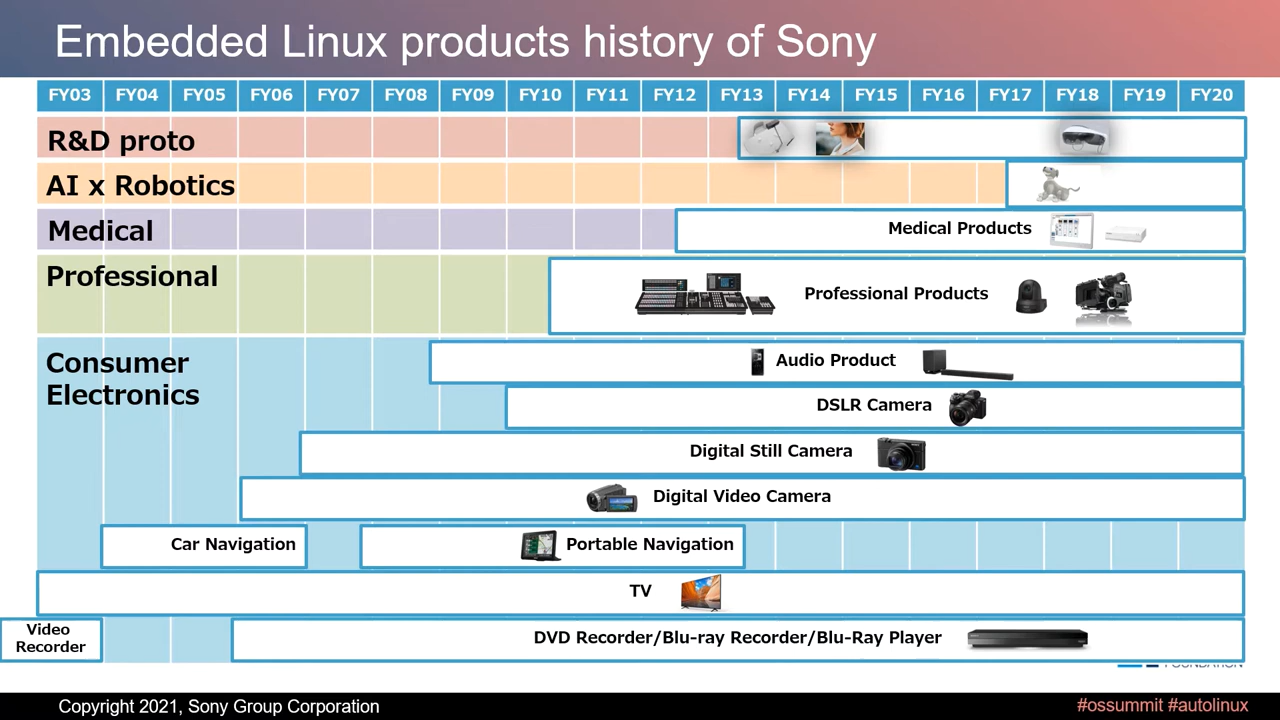 Embedded Linux products history of Sony
FY03 FY04 FY05 FY06 FY07 FY08 FY09 FY10 FY11 FY12 FY13 FY14 FY15 FY16 FY17 FY18 FY19 FY20
R&D proto
AI x Robotics
Medical
Medical Products
Professional
Professional Products
Consumer
Electronics
Audio Product
DSLR Camera
Digital Still Camera
Digital Video Camera
Car Navigation
Portable Navigation
TV
Video
Recorder
DVD Recorder/Blu-ray Recorder/Blu-Ray Player
FOUNDATION
Copyright 2021, Sony Group Corporation
#ossummit #autolinux